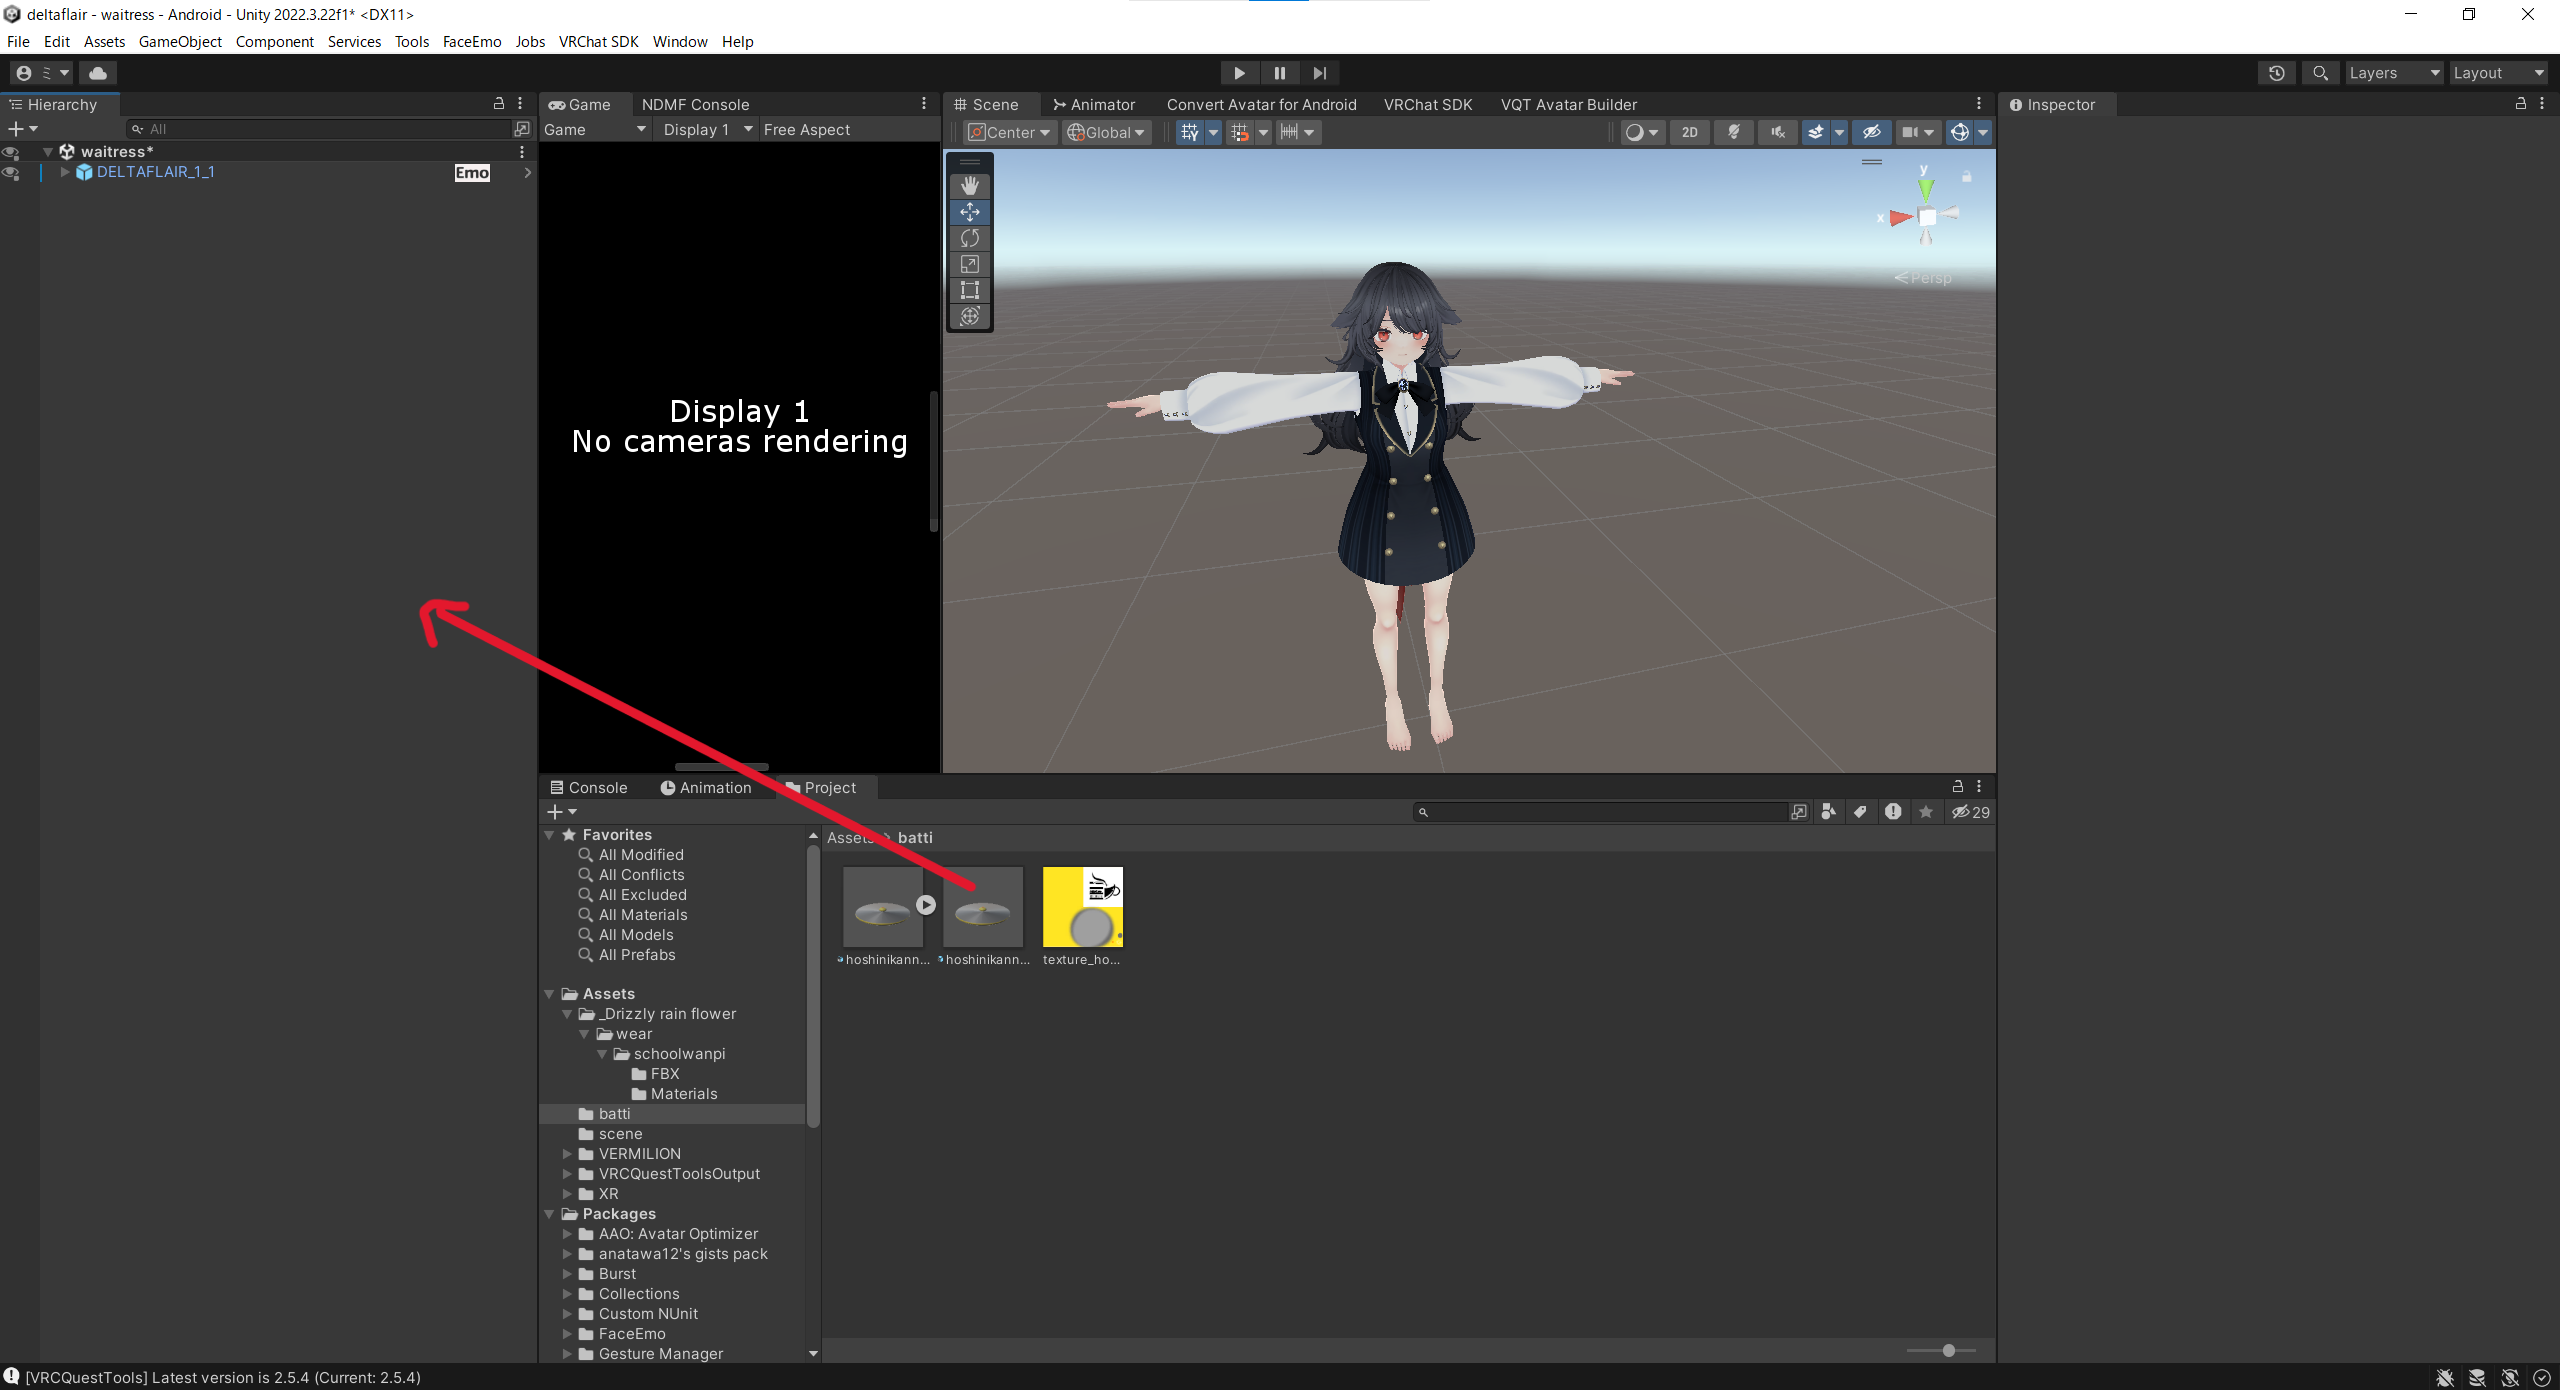 deltaflair - waitress - Android - Unity 2022.3.22f1* <DX11>
File Edit Assets GameObject Component Services Tools FaceEmo Jobs VRChat SDK Window Help
ミ
Layers Layout
Hierarchy
All
waitress*
DELTAFLAIR_1_1 Emo
Game NDMF Console
Game Display 1 Free Aspect
Display 1
No cameras rendering
Scene Animator Convert Avatar for Android VRChat SDK VQT Avatar Builder
Center Global 2D
y
x
Persp
Inspector
Console Animation Project
29
Favorites
All Modified
All Conflicts
All Excluded
All Materials
All Models
All Prefabs
Assets
_Drizzly rain flower
wear
schoolwanpi
FBX
Materials
batti
scene
VERMILION
VRCQuestToolsOutput
XR
Packages
AAO: Avatar Optimizer
anatawa12's gists pack
Burst
Collections
Custom NUnit
FaceEmo
Gesture Manager
Assets > batti
hoshinikann... hoshinikann... texture_ho...
[VRCQuestTools] Latest version is 2.5.4 (Current: 2.5.4)